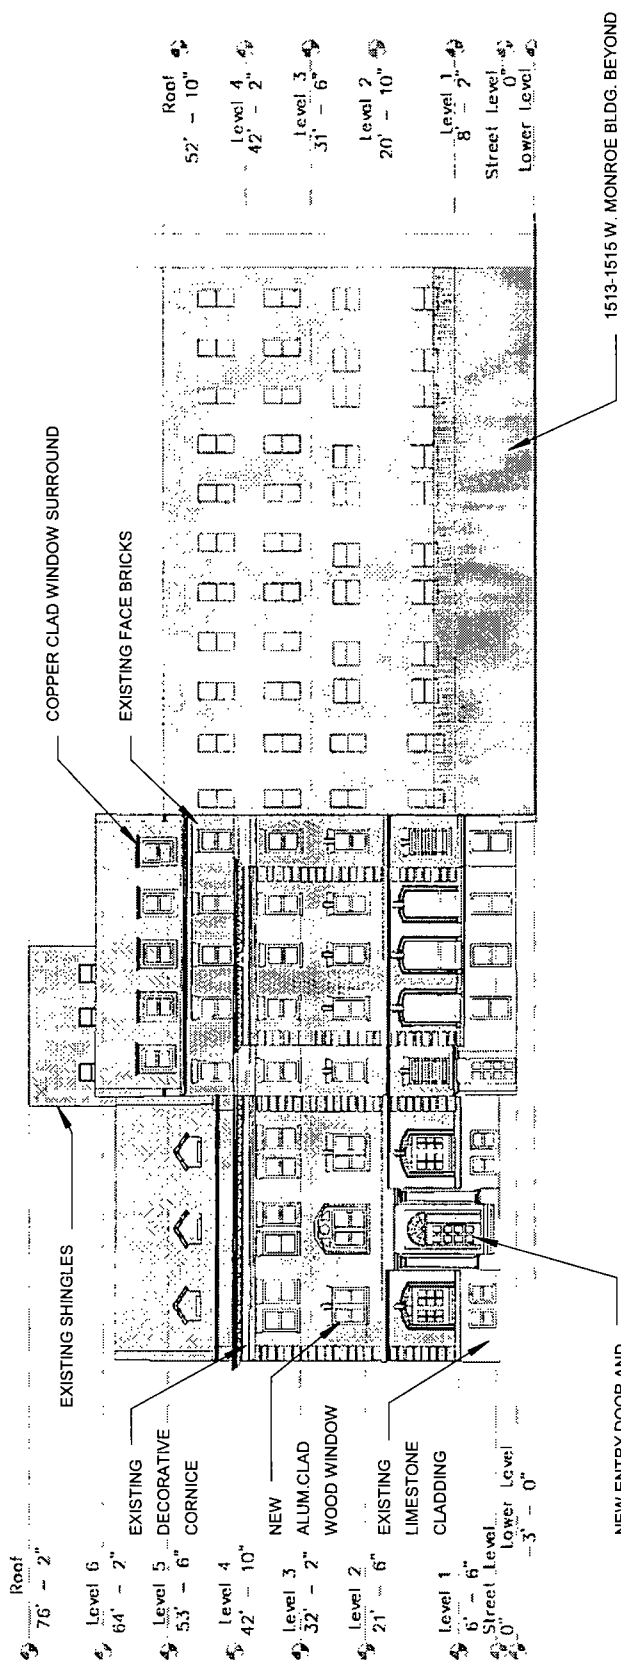 Roof
76' - 2"
Level 6
64' - 2"
Level 5
53' - 6"
Level 4
42' - 10"
Level 3
32' - 2"
Level 2
21' - 6"
Level 1
6' - 6"
Street Level
0"
Lower Level
-3' - 0"
EXISTING SHINGLES
EXISTING
DECORATIVE
CORNICE
NEW
ALUM.CLAD
WOOD WINDOW
EXISTING
LIMESTONE
CLADDING
NEW ENTRY DOOR AND
COPPER CLAD WINDOW SURROUND
EXISTING FACE BRICKS
1513-1515 W. MONROE BLDG. BEYOND
Roof
52' - 10"
Level 4
42' - 2"
Level 3
31' - 6"
Level 2
20' - 10"
Level 1
8' - 2"
Street Level
0"
Lower Level